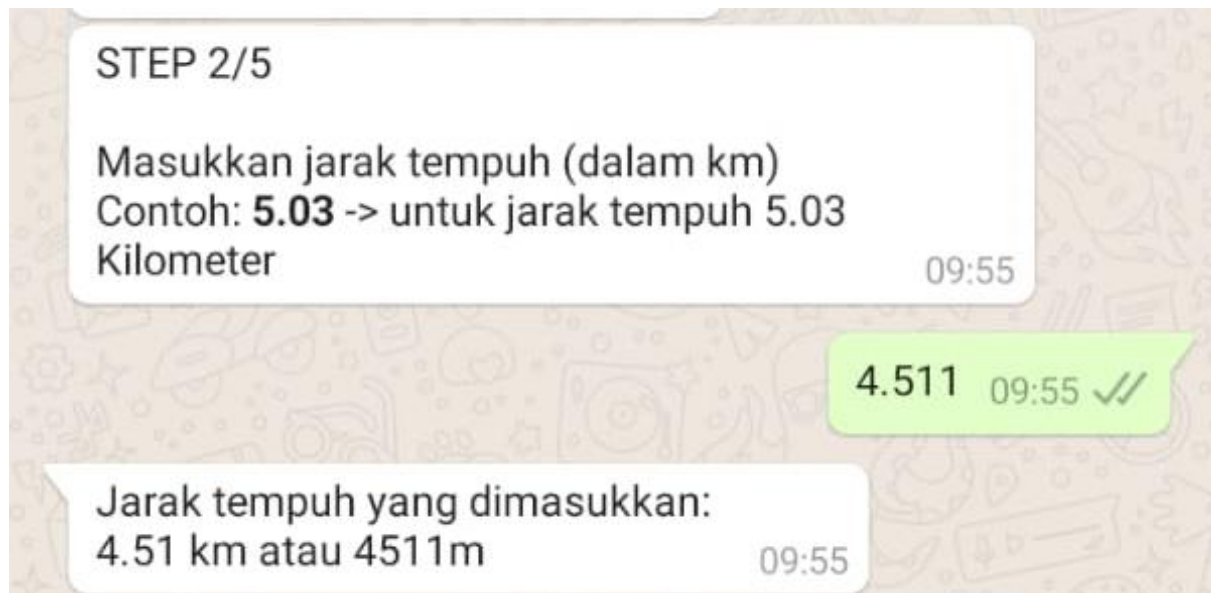 STEP 2/5
Masukkan jarak tempuh (dalam km)
Contoh: 5.03 -> untuk jarak tempuh 5.03
Kilometer
09:55
4.511 09:55
Jarak tempuh yang dimasukkan:
4.51 km atau 4511m
09:55